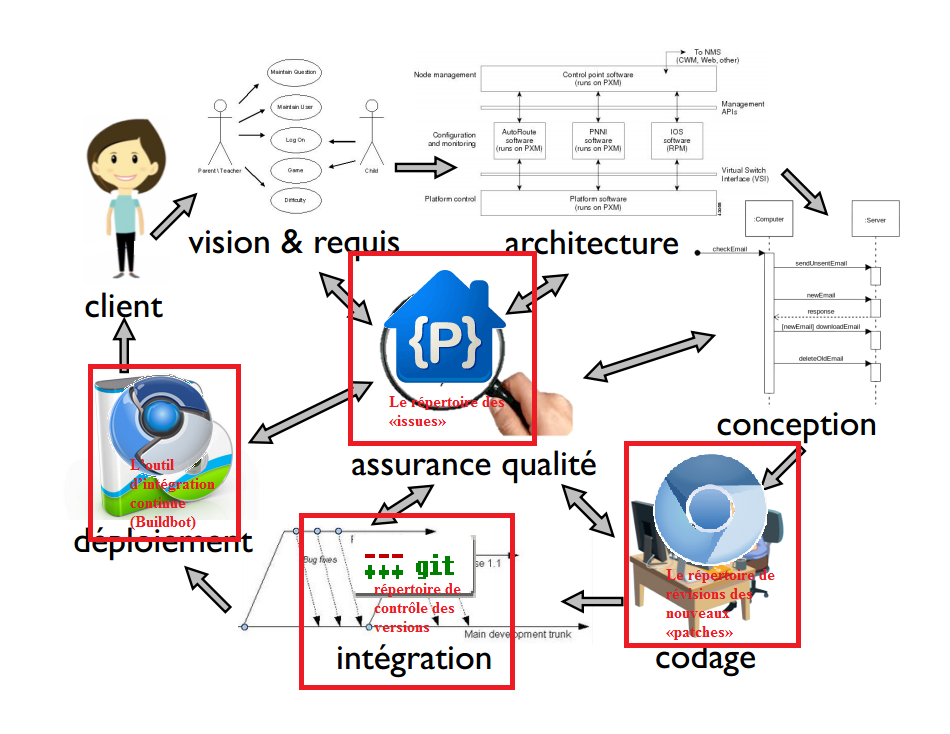 To NMS
(CWM, Web, other)
Node management
Control point software
(runs on PXM)
Management
APIs
Configuration
and monitoring
AutoRoute
software
(runs on PXM)
PNNI
software
(runs on PXM)
IOS
software
(RPM)
Virtual Switch
Interface (VSI)
Platform control
Platform software
(runs on PXM)
Maintain Question
Maintain User
Log On
Game
Difficulty
Parent \ Teacher
Child
vision & requis
architecture
client
:Computer
:Server
checkEmail
sendUnsentEmail
newEmail
response
[newEmail] downloadEmail
deleteOldEmail
conception
{P}
Le répertoire des
«issues»
assurance qualité
L'outil
d'intégration
continue
(Buildbot)
déploiement
Bug fixes
se 1.1
--- +++ git
répertoire de
contrôle des
versions
Main development trunk
intégration
Le répertoire de
révisions des
nouveaux
«patches»
codage